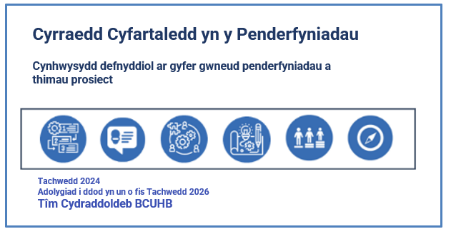 Cyrraedd Cyfartaledd yn y Penderfyniadau
Cynhwysydd defnyddiol ar gyfer gwneud penderfyniadau a
thimau prosiect
Tachwedd 2024
Adolygiad i ddod yn un o fis Tachwedd 2026
Tîm Cydraddoldeb BCUHB